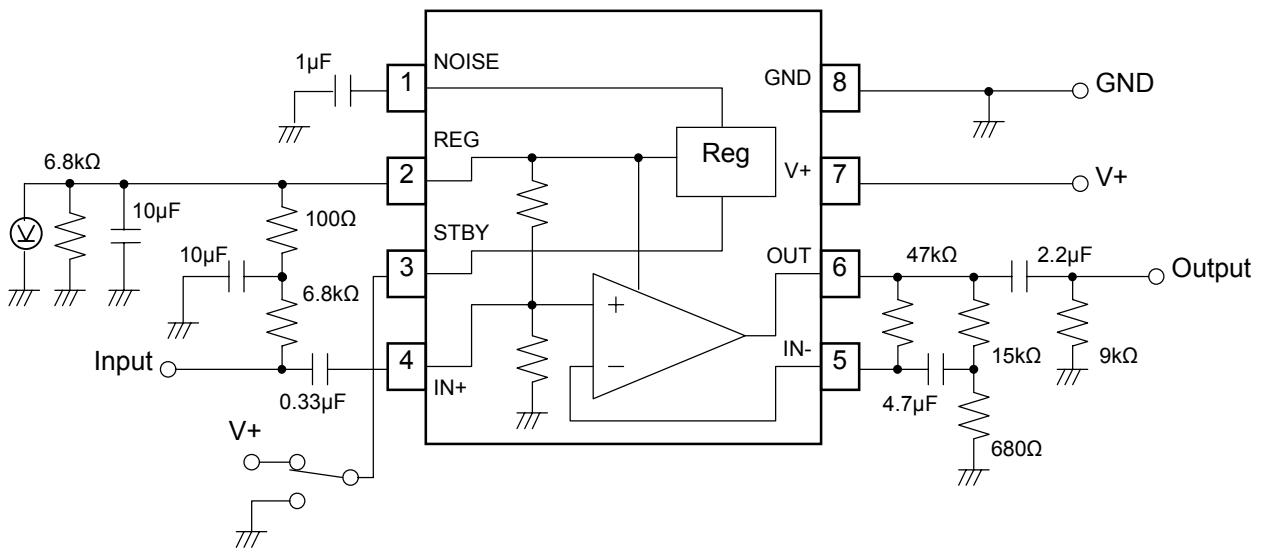 1µF
1
NOISE
GND
8
GND
6.8kΩ
REG
2
Reg
V+
7
V+
10µF
100Ω
STBY
3
OUT
6
47kΩ
2.2µF
Output
10µF
6.8kΩ
+
−
Input
4
IN+
IN-
5
15kΩ
9kΩ
0.33µF
4.7µF
680Ω
V+
V